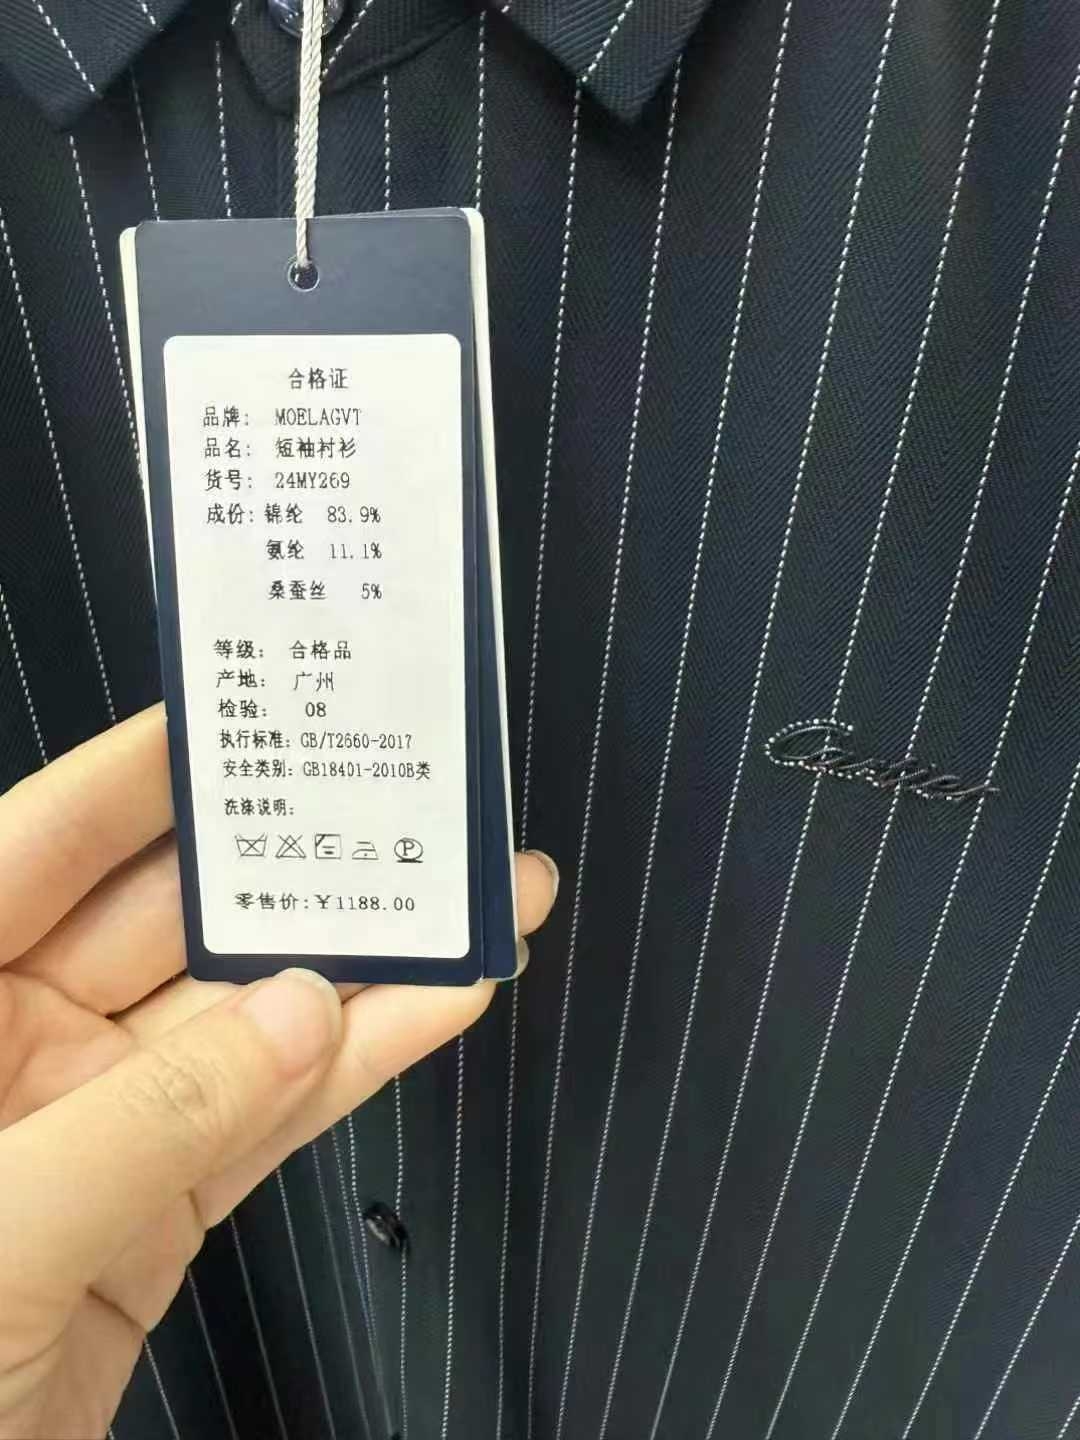 合格证
品牌: MOELAGVT
品名: 短袖衬衫
货号: 24MY269
成份: 锦纶 83.9%
氨纶 11.1%
桑蚕丝 5%
等级: 合格品
产地: 广州
检验: 08
执行标准: GB/T2660-2017
安全类别: GB18401-2010B类
洗涤说明:
P
零售价:￥1188.00